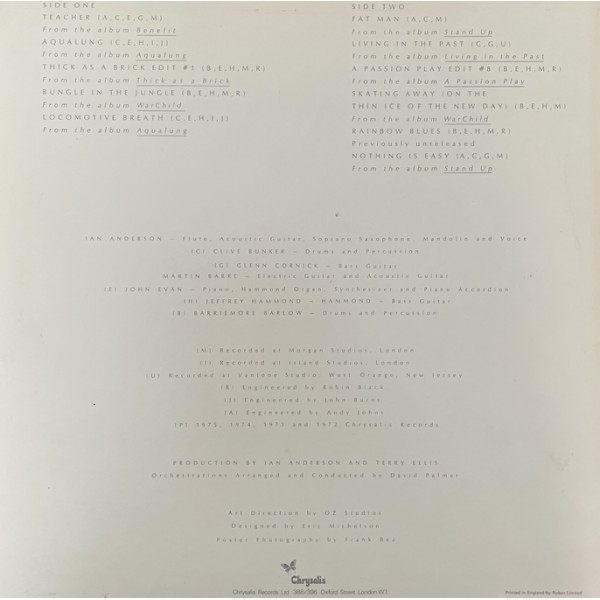 SIDE ONE
TEACHER (A,C,E,G,M)
From the album Benefit
AQUALUNG (C,E,H,I,J)
From the album Aqualung
THICK AS A BRICK EDIT #1 (B,E,H,M,R)
From the album Thick as a Brick
BUNGLE IN THE JUNGLE (B,E,H,M,R)
From the album WarChild
LOCOMOTIVE BREATH (C,E,H,I,J)
From the album Aqualung
SIDE TWO
FAT MAN (A,C,M)
From the album Stand Up
LIVING IN THE PAST (C,G,U)
From the album Living in the Past
A PASSION PLAY EDIT #8 (B,E,H,M,R)
From the album A Passion Play
SKATING AWAY (ON THE
THIN ICE OF THE NEW DAY) (B,E,H,M)
From the album WarChild
RAINBOW BLUES (B,E,H,M,R)
Previously unreleased
NOTHING IS EASY (A,C,G,M)
From the album Stand Up
IAN ANDERSON – Flute, Acoustic Guitar, Soprano Saxophone, Mandolin and Voice
(C) CLIVE BUNKER – Drums and Percussion
(G) GLENN CORNICK – Bass Guitar
MARTIN BARRE – Electric Guitar and Acoustic Guitar
(E) JOHN EVAN – Piano, Hammond Organ, Synthesizer and Piano Accordion
(H) JEFFREY HAMMOND – HAMMOND – Bass Guitar
(B) BARRIEMORE BARLOW – Drums and Percussion
(M) Recorded at Morgan Studios, London
(I) Recorded at Island Studios, London
(U) Recorded at Vantone Studio, West Orange, New Jersey
(R) Engineered by Robin Black
(J) Engineered by John Burns
(A) Engineered by Andy Johns
(P) 1975, 1974, 1973 and 1972 Chrysalis Records
PRODUCTION BY IAN ANDERSON AND TERRY ELLIS
Orchestrations Arranged and Conducted by David Palmer
Art Direction by OZ Studios
Designed by Eric Nicholson
Poster Photography by Frank Bez
Chrysalis
Chrysalis Records Ltd 388/396 Oxford Street London W1
Printed in England by Robor Limited